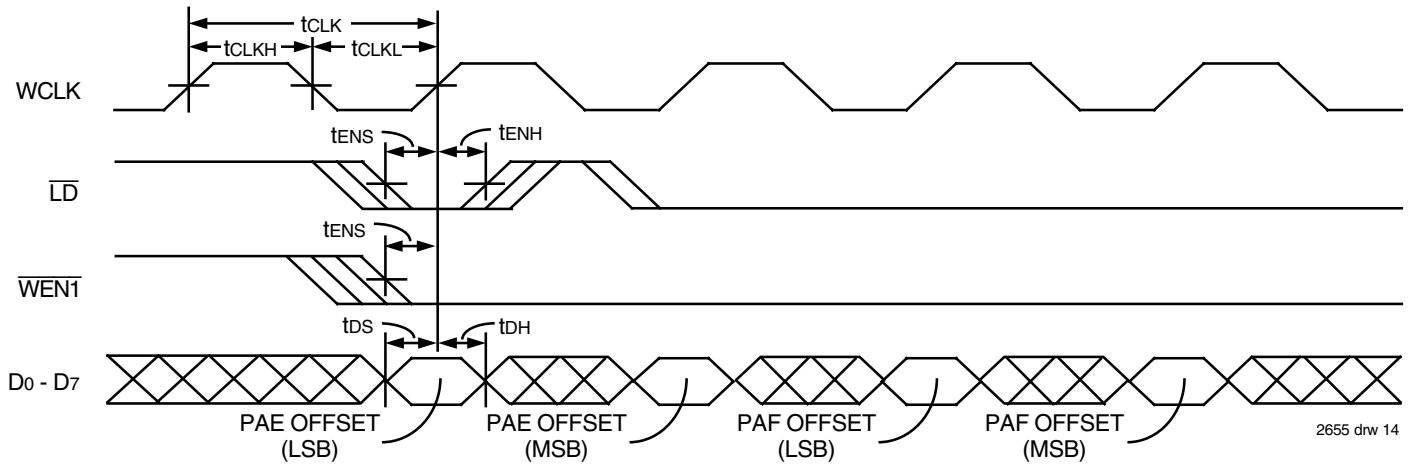 tCLK
tCLKH
tCLKL
WCLK
tENS
tENH
LD
tENS
WEN1
tDS
tDH
D0 - D7
PAE OFFSET
(LSB)
PAE OFFSET
(MSB)
PAF OFFSET
(LSB)
PAF OFFSET
(MSB)
2655 drw 14